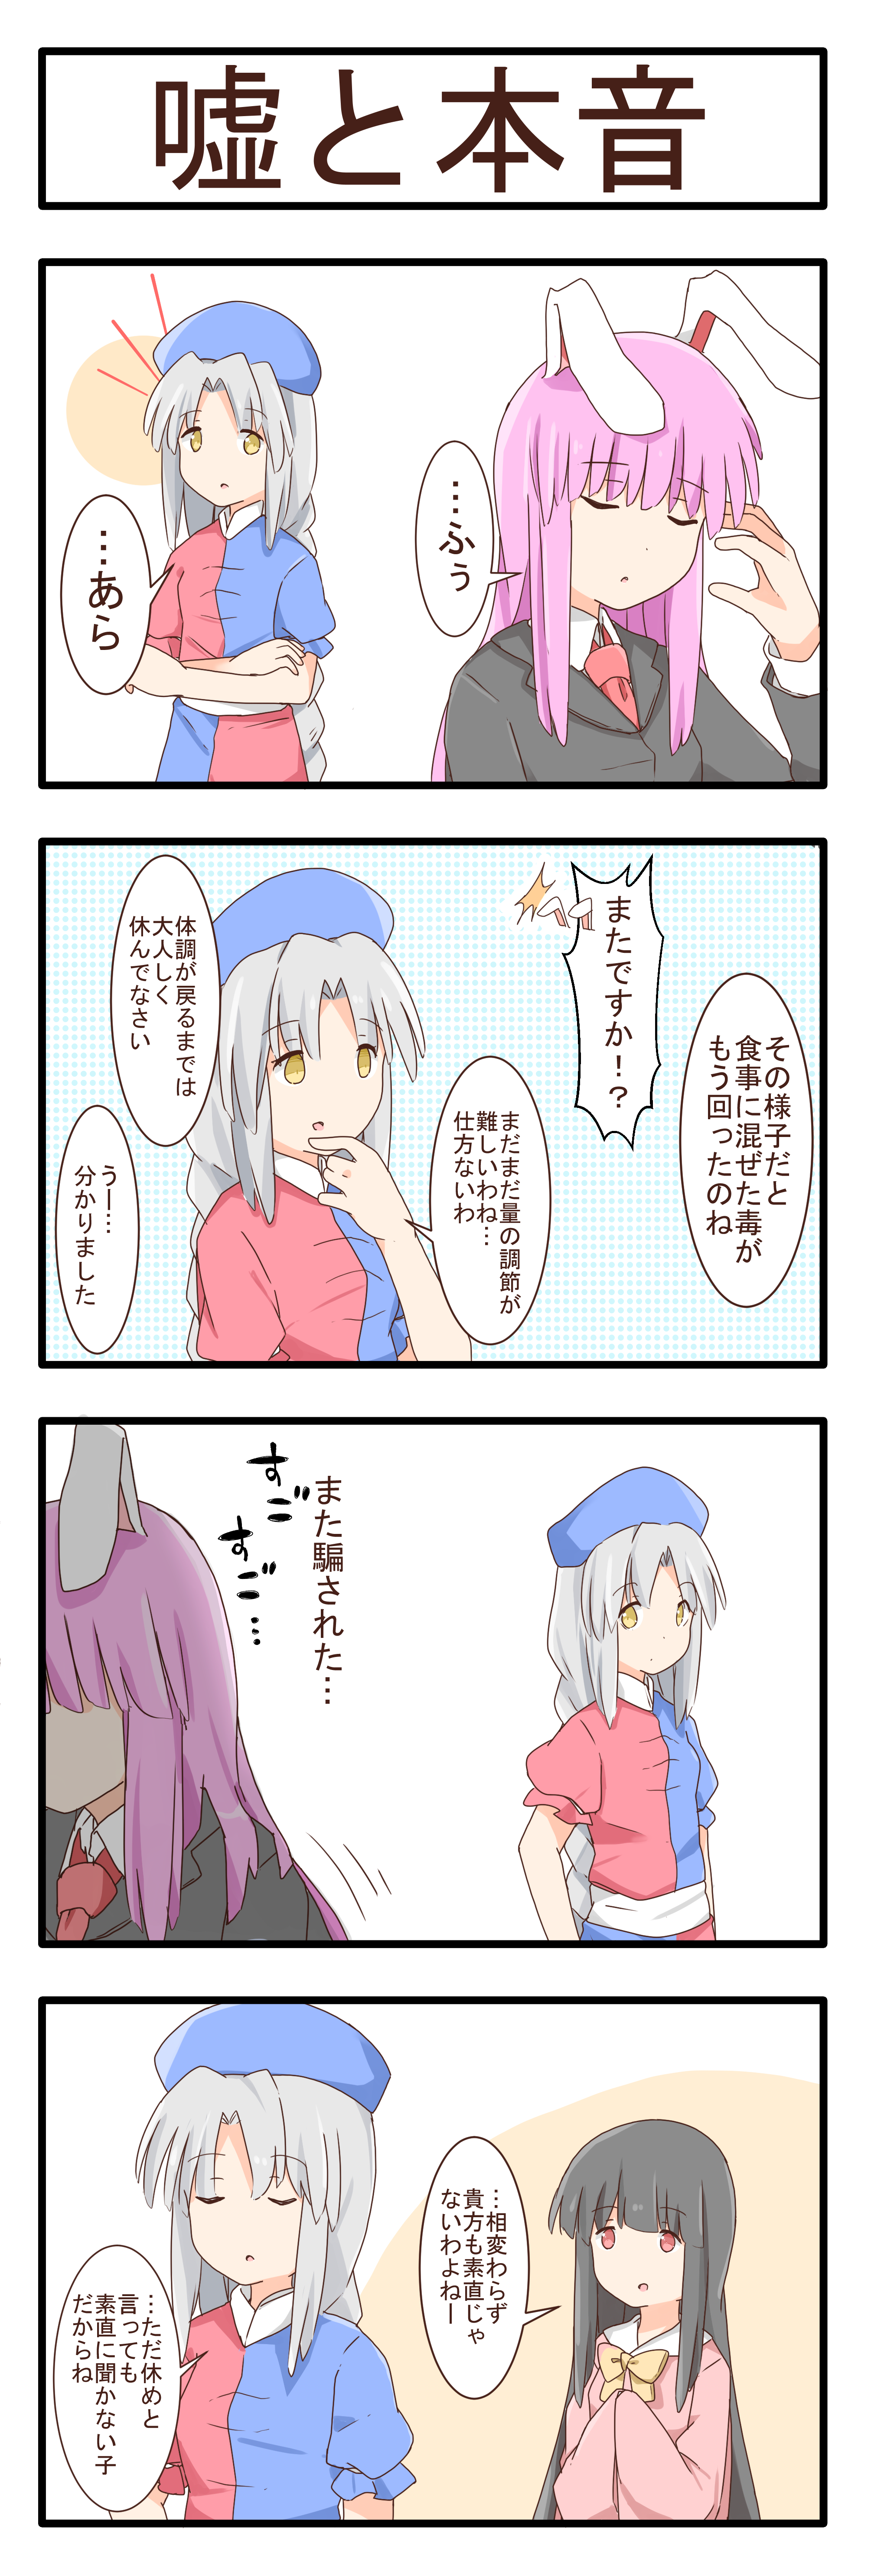 嘘と本音
…ふぅ
…あら
その様子だと
食事に混ぜた毒が
もう回ったのね
またですか!?
まだまだ量の調節が
難しいわね…
仕方ないわ
体調が戻るまでは
大人しく
休んでなさい
うー…
分かりました
また騙された…
すご
すご…
…相変わらず
貴方も素直じゃ
ないわよねー
…ただ休めと
言っても
素直に聞かない子
だからね